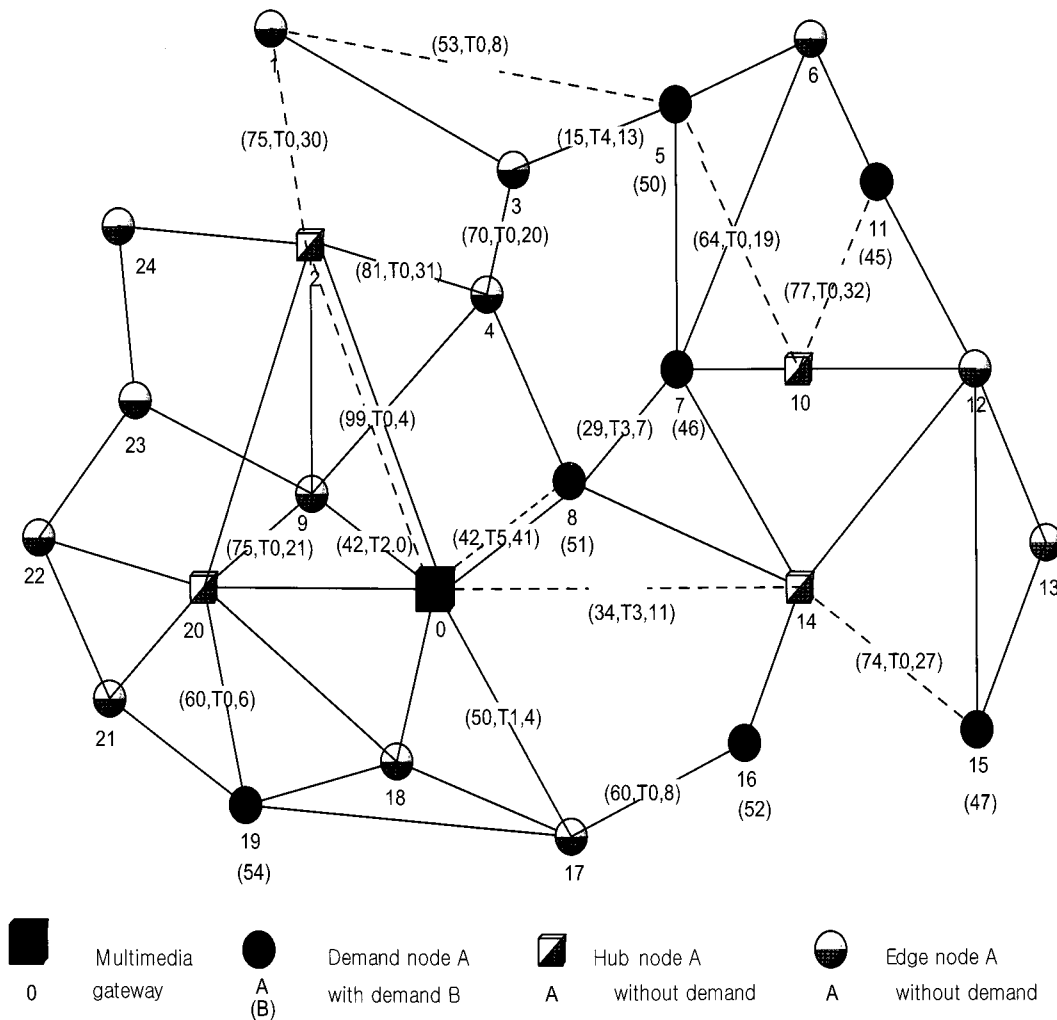 1
(53,T0,8)
6
(75,T0,30)
(15,T4,13)
5
(50)
3
24
2
(81,T0,31)
(70,T0,20)
4
(64,T0,19)
11
(45)
(77,T0,32)
23
(99,T0,4)
(29,T3,7)
7
(46)
10
12
9
8
(51)
22
(75,T0,21)
(42,T2.0)
(42,T5,41)
13
20
0
(34,T3,11)
14
(60,T0,6)
(50,T1,4)
(74,T0,27)
21
18
16
(52)
15
(47)
19
(54)
(60,T0,8)
17
Multimedia
gateway
0
Demand node A
with demand B
A
(B)
Hub node A
without demand
A
Edge node A
without demand
A